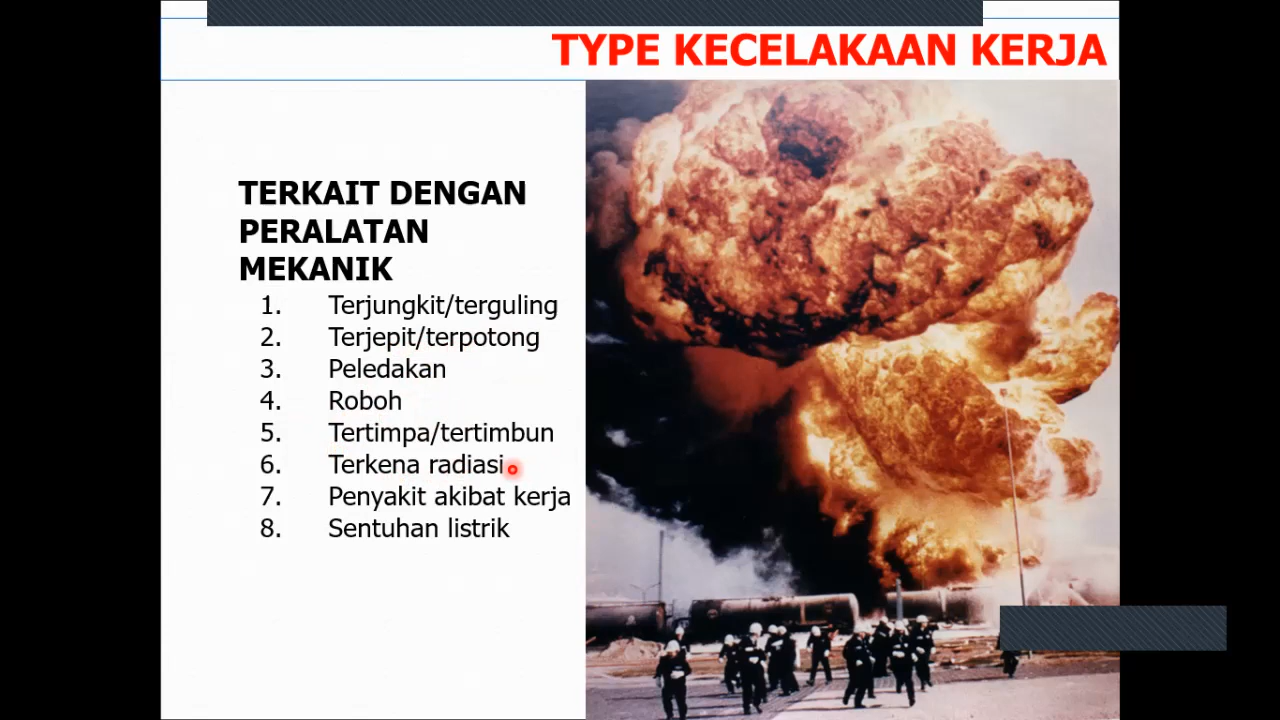 TYPE KECELAKAAN KERJA
TERKAIT DENGAN
PERALATAN
MEKANIK
1. Terjungkit/terguling
2. Terjepit/terpotong
3. Peledakan
4. Roboh
5. Tertimpa/tertimbun
6. Terkena radiasi
7. Penyakit akibat kerja
8. Sentuhan listrik